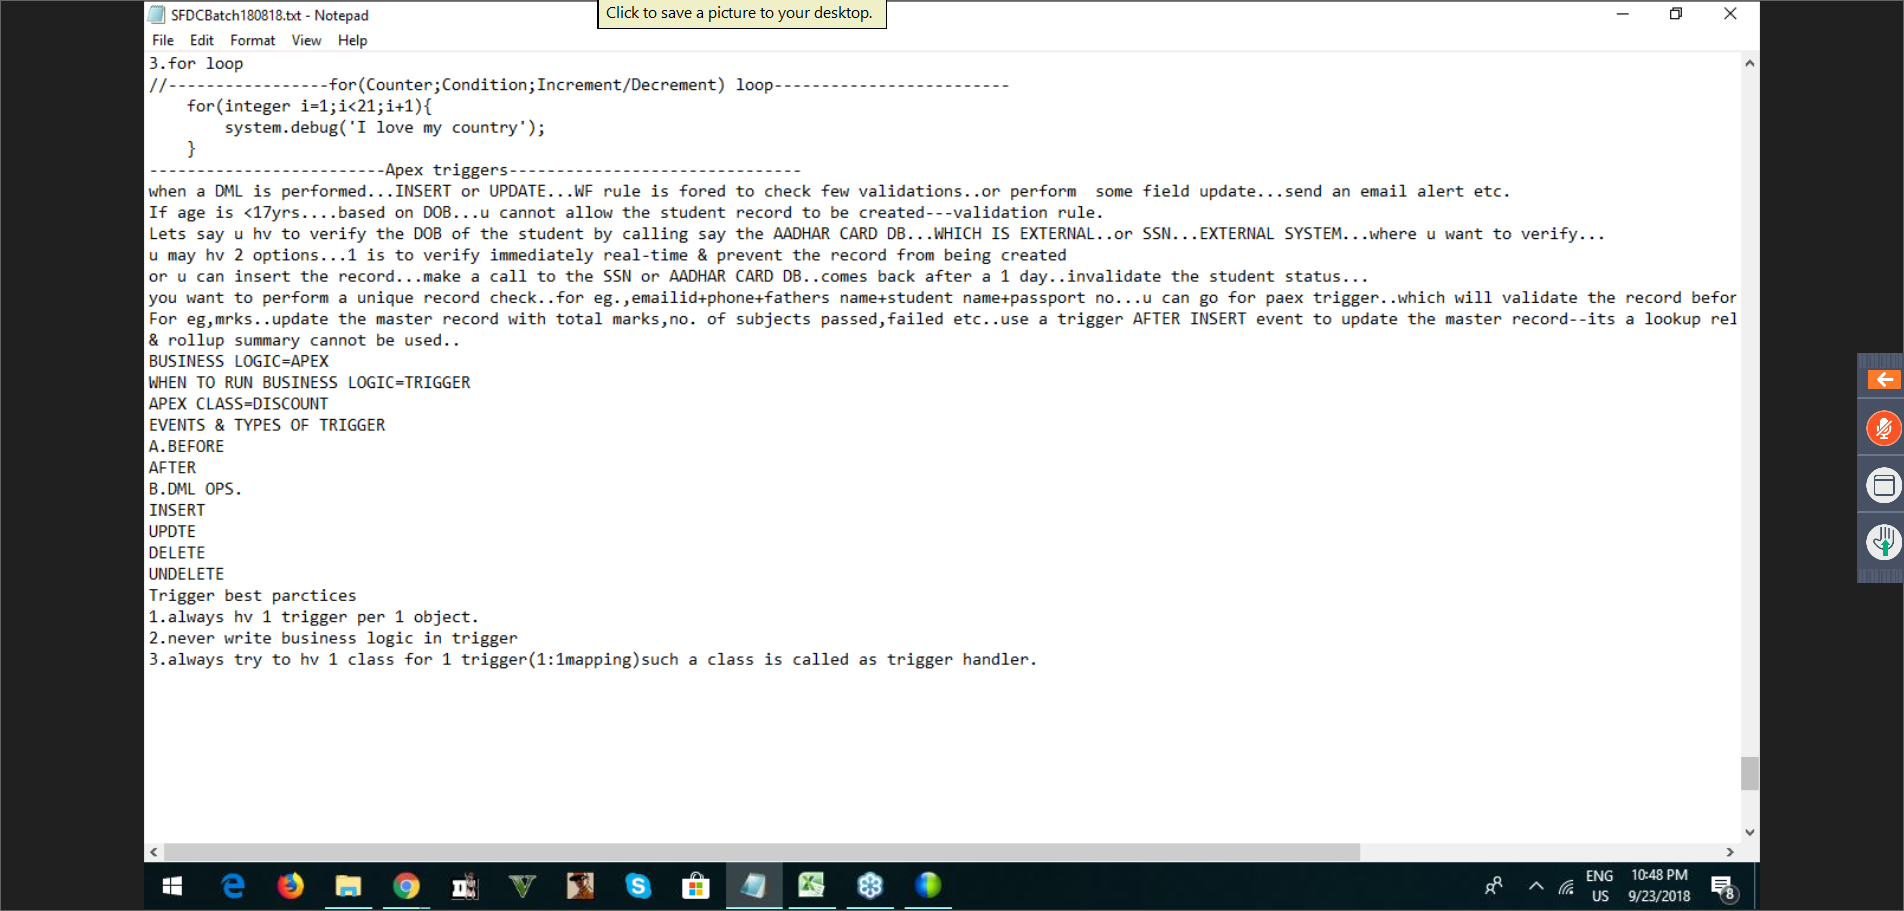 SFDCBatch180818.txt - Notepad
Click to save a picture to your desktop.
File Edit Format View Help
3.for loop
//-----------------for(Counter;Condition;Increment/Decrement) loop-------------------------
    for(integer i=1;i<21;i+1){
        system.debug('I love my country');
    }
-------------------------Apex triggers-------------------------------
when a DML is performed...INSERT or UPDATE...WF rule is fored to check few validations..or perform  some field update...send an email alert etc.
If age is <17yrs....based on DOB...u cannot allow the student record to be created---validation rule.
Lets say u hv to verify the DOB of the student by calling say the AADHAR CARD DB...WHICH IS EXTERNAL..or SSN...EXTERNAL SYSTEM...where u want to verify...
u may hv 2 options...1 is to verify immediately real-time & prevent the record from being created
or u can insert the record...make a call to the SSN or AADHAR CARD DB..comes back after a 1 day..invalidate the student status...
you want to perform a unique record check..for eg.,emailid+phone+fathers name+student name+passport no...u can go for paex trigger..which will validate the record befor
For eg,mrks..update the master record with total marks,no. of subjects passed,failed etc..use a trigger AFTER INSERT event to update the master record--its a lookup rel
& rollup summary cannot be used..
BUSINESS LOGIC=APEX
WHEN TO RUN BUSINESS LOGIC=TRIGGER
APEX CLASS=DISCOUNT
EVENTS & TYPES OF TRIGGER
A.BEFORE
AFTER
B.DML OPS.
INSERT
UPDTE
DELETE
UNDELETE
Trigger best parctices
1.always hv 1 trigger per 1 object.
2.never write business logic in trigger
3.always try to hv 1 class for 1 trigger(1:1mapping)such a class is called as trigger handler.
ENG 10:48 PM
US 9/23/2018
8